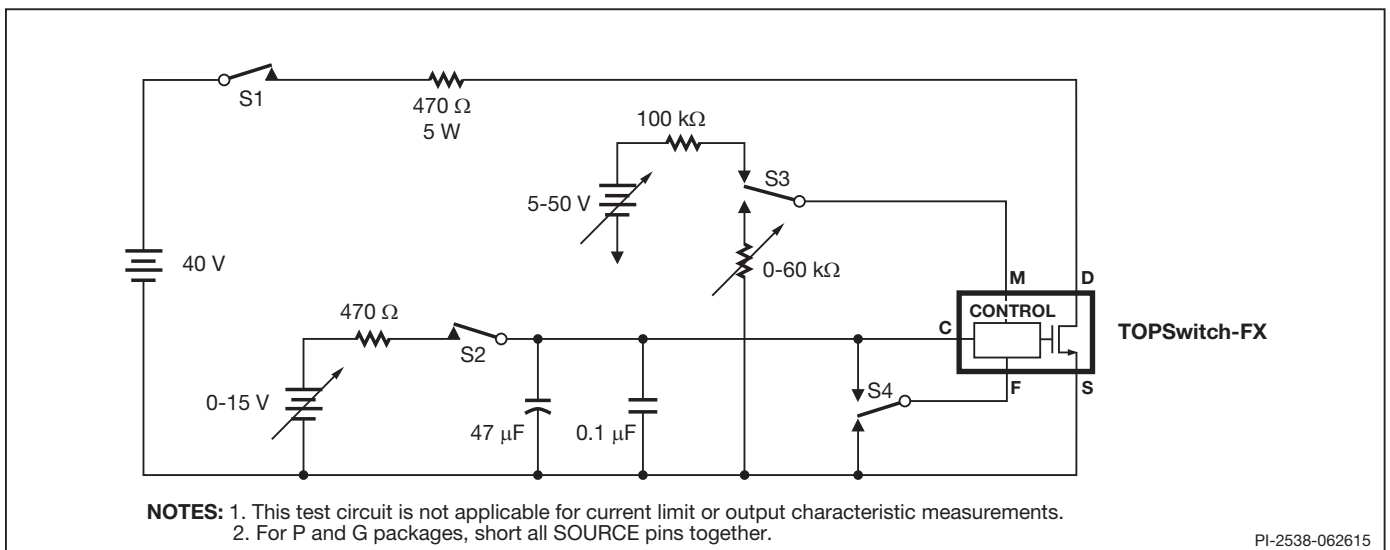 S1
470 Ω
5 W
100 kΩ
S3
5-50 V
0-60 kΩ
40 V
M
D
CONTROL
C
TOPSwitch-FX
470 Ω
S2
F
S
S4
0-15 V
47 µF
0.1 µF
NOTES: 1. This test circuit is not applicable for current limit or output characteristic measurements.
2. For P and G packages, short all SOURCE pins together.
PI-2538-062615